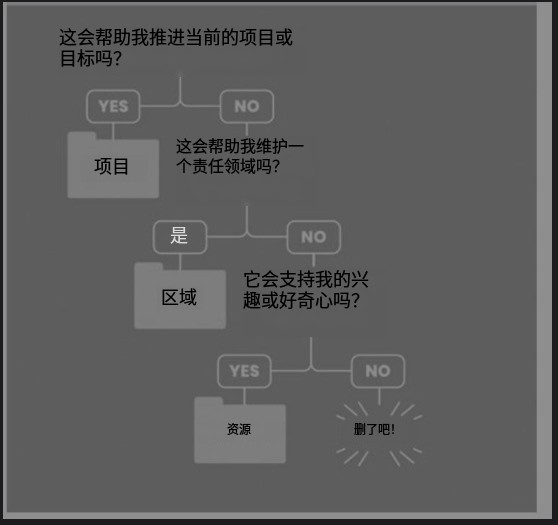 这会帮助我推进当前的项目或
目标吗？
YES
NO
项目
这会帮助我维护一
个责任领域吗？
是
NO
区域
它会支持我的兴
趣或好奇心吗？
YES
NO
资源
删了吧！